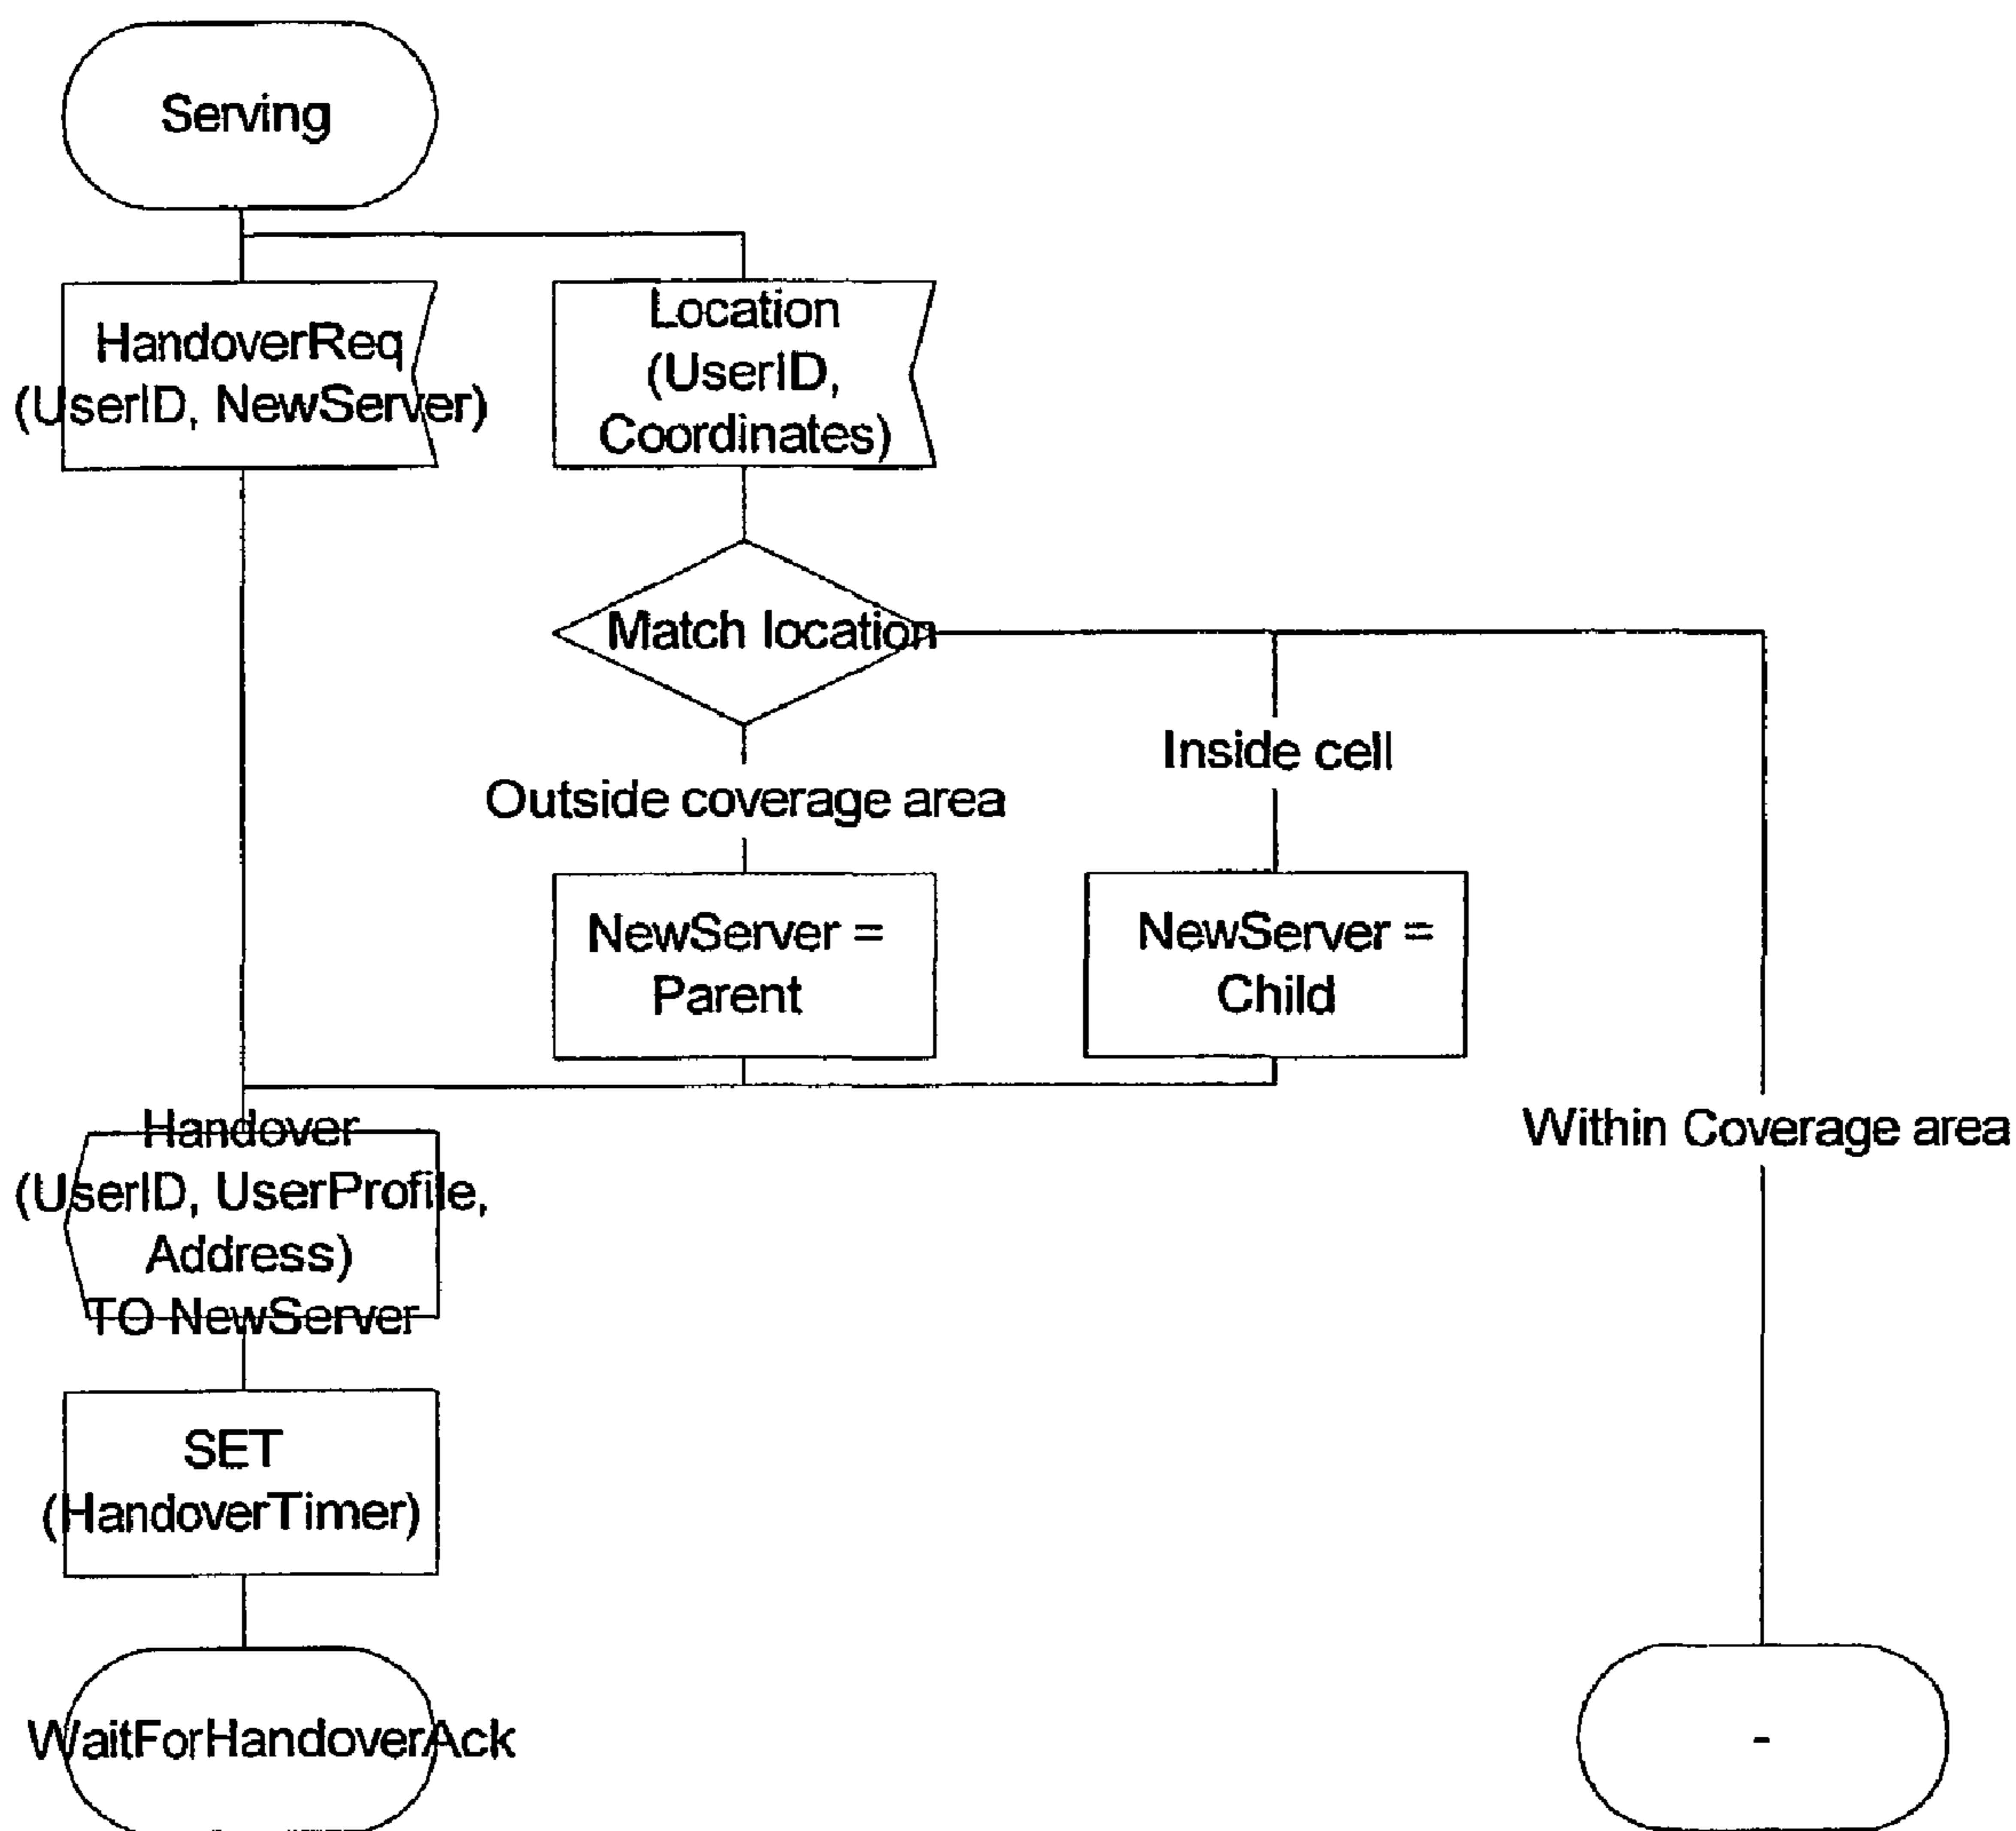 Serving
HandoverReq
(UserID, NewServer)
Location
(UserID,
Coordinates)
Match location
Inside cell
Outside coverage area
NewServer =
Parent
NewServer =
Child
Handover
(UserID, UserProfile,
Address)
TO NewServer
Within Coverage area
SET
(HandoverTimer)
WaitForHandoverAck
-